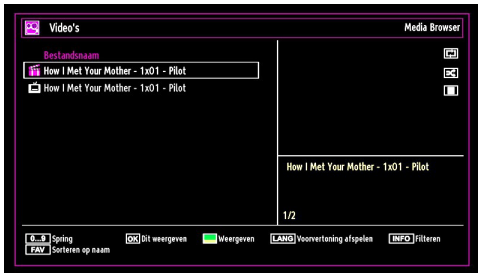 Video's
Media Browser
Bestandsnaam
How I Met Your Mother - 1x01 - Pilot
How I Met Your Mother - 1x01 - Pilot
How I Met Your Mother - 1x01 - Pilot
1/2
0...9 Spring OK Dit weergeven Weergeven LANG Voorvertoning afspelen INFO Filteren
FAV Sorteren op naam